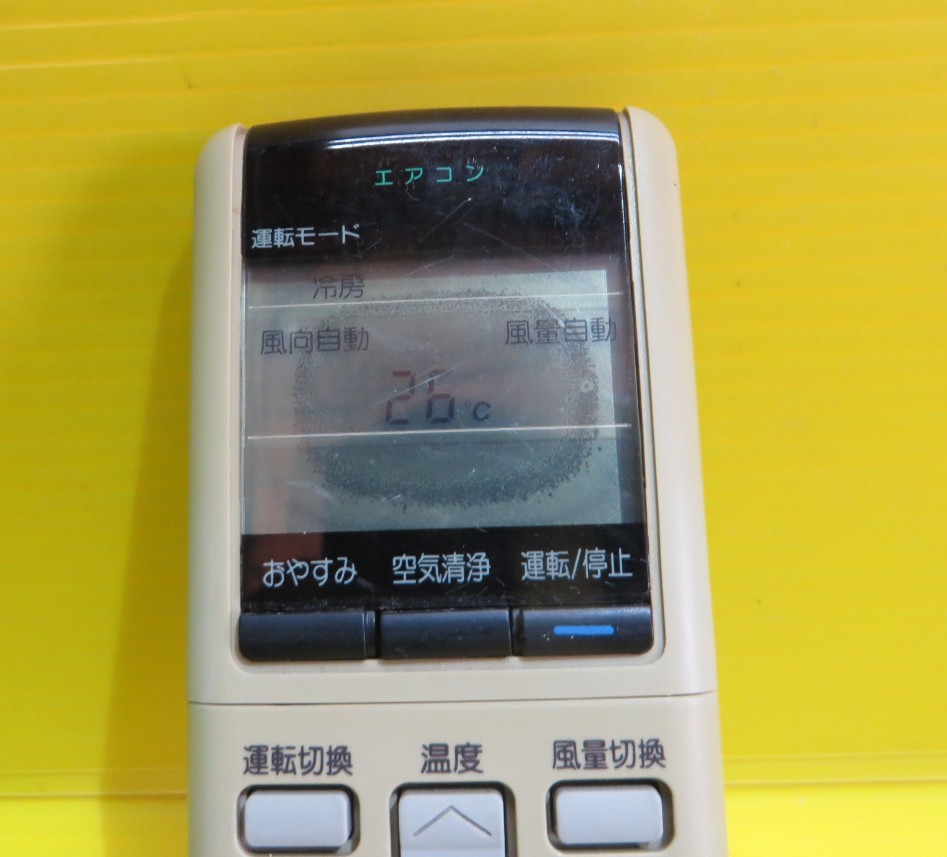 エアコン
運転モード
冷房
風向自動 風量自動
26℃
おやすみ 空気清浄 運転/停止
運転切換 温度 風量切換